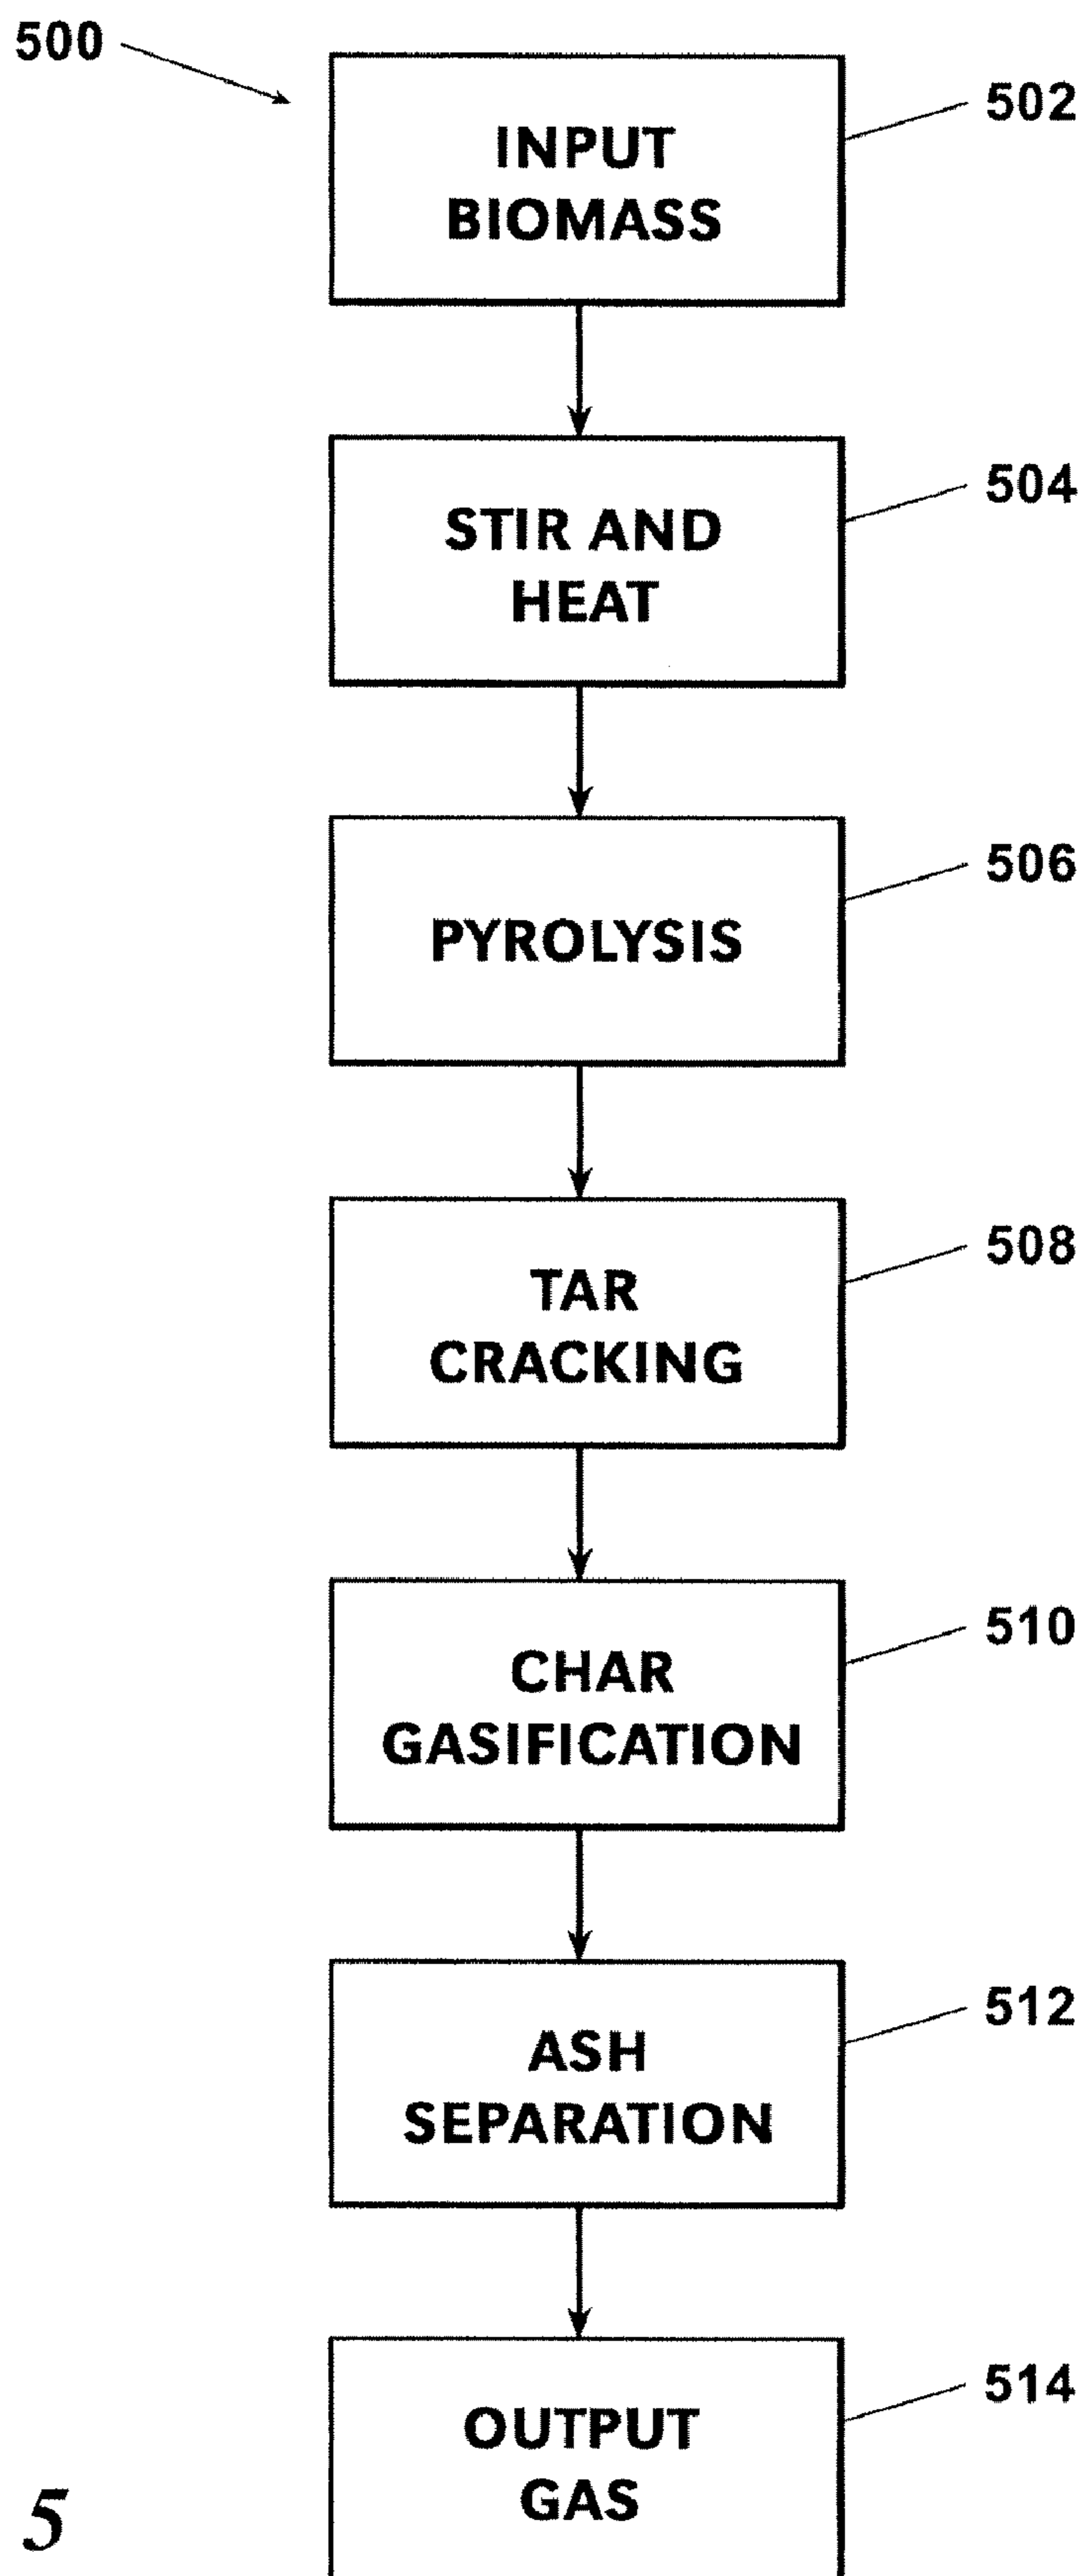 500
INPUT
BIOMASS
502
STIR AND
HEAT
504
PYROLYSIS
506
TAR
CRACKING
508
CHAR
GASIFICATION
510
ASH
SEPARATION
512
OUTPUT
GAS
514
5